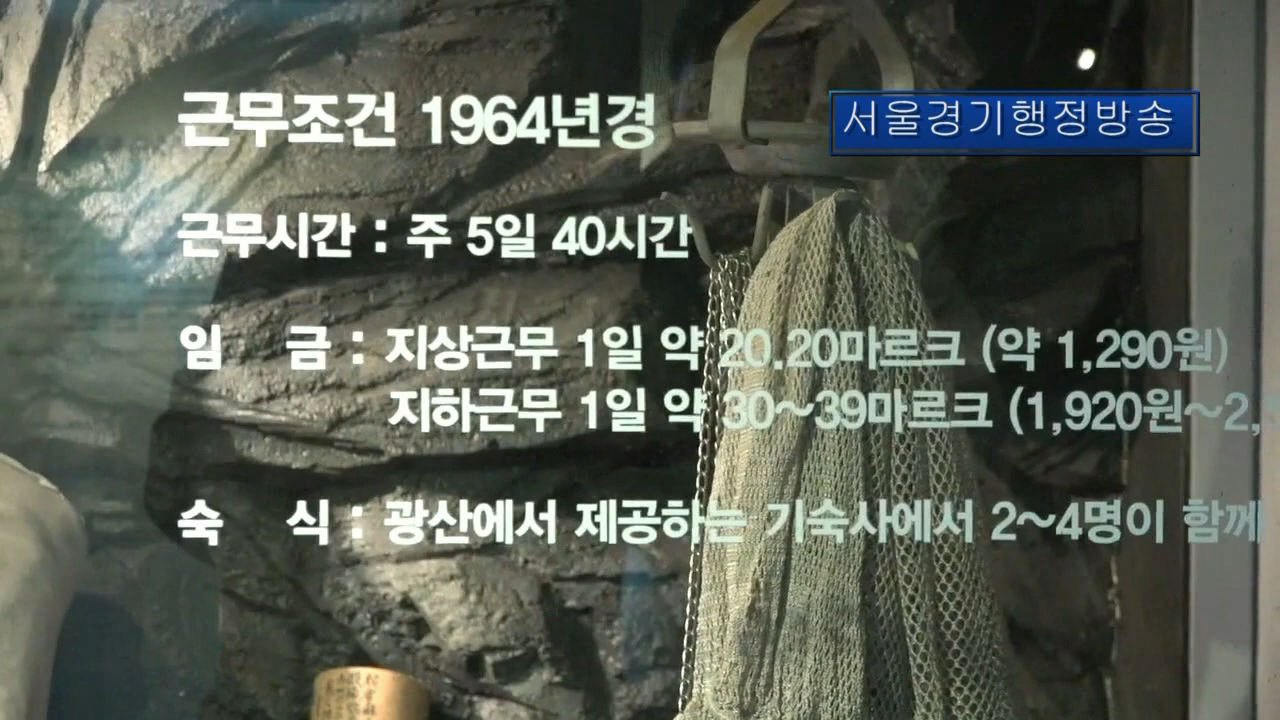 근무조건 1964년경
서울경기행정방송
근무시간 : 주 5일 40시간
임 금 : 지상근무 1일 약 20.20마르크 (약 1,290원)
지하근무 1일 약 30~39마르크 (1,920원~2,
숙 식 : 광산에서 제공하는 기숙사에서 2~4명이 함께